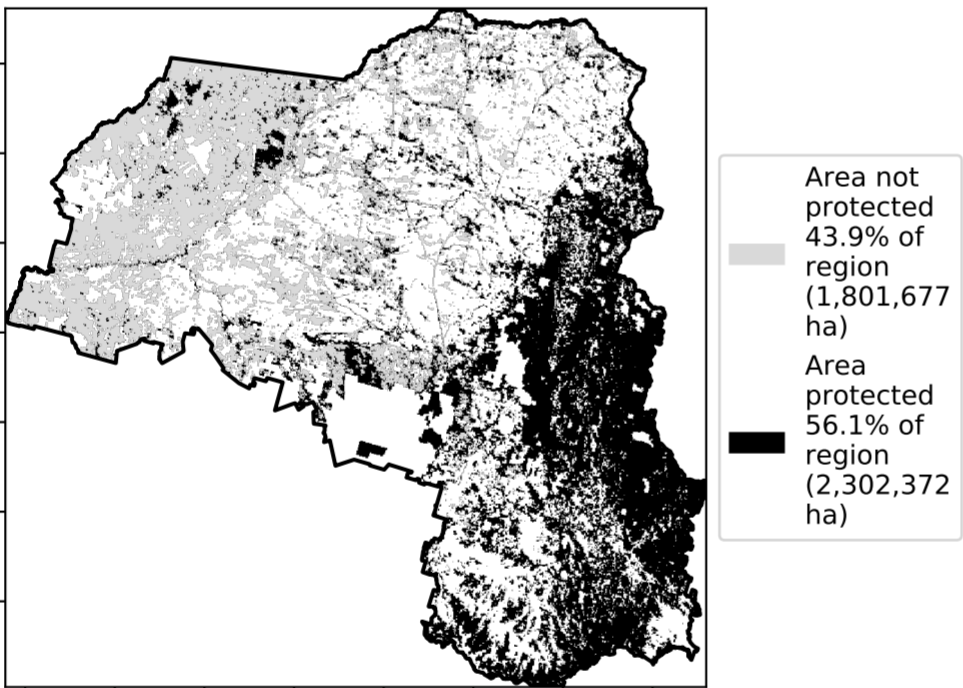 Area not
protected
43.9% of
region
(1,801,677
ha)
Area
protected
56.1% of
region
(2,302,372
ha)